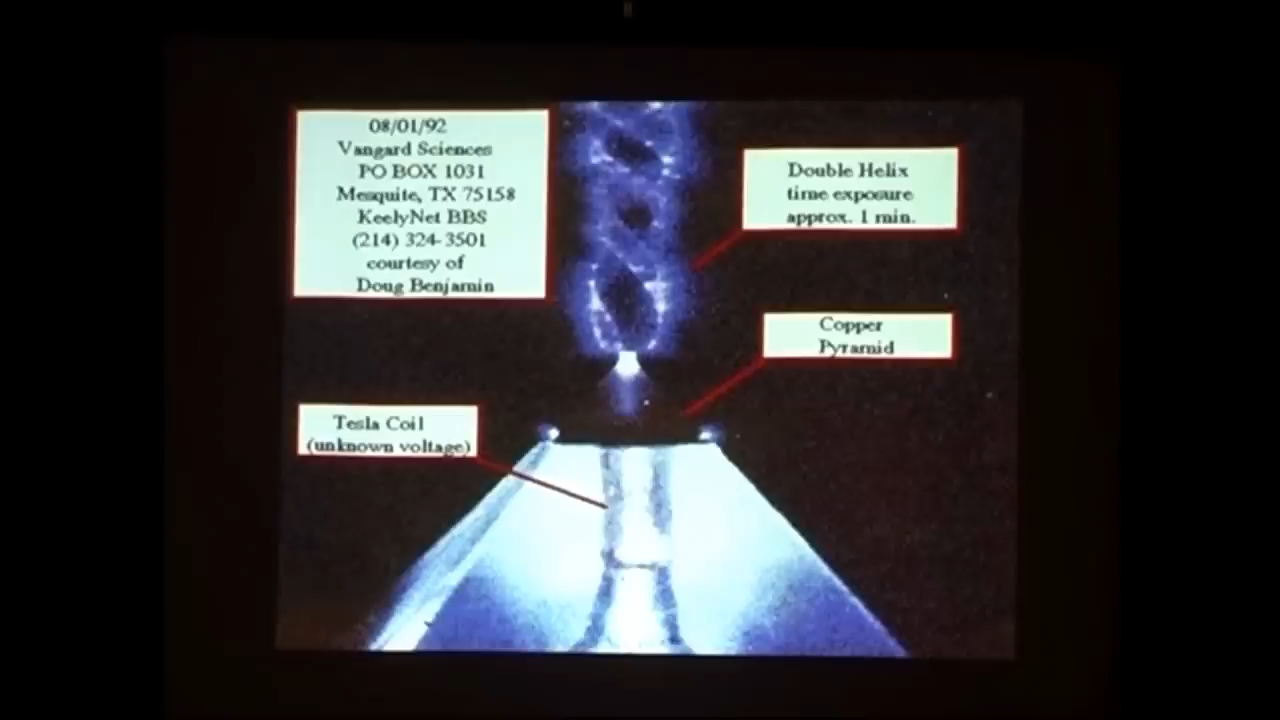 08/01/92
Vangard Sciences
PO BOX 1031
Mesquite, TX 75158
KeelyNet BBS
(214) 324-3501
courtesy of
Doug Benjamin
Double Helix
time exposure
approx. 1 min.
Copper
Pyramid
Tesla Coil
(unknown voltage)